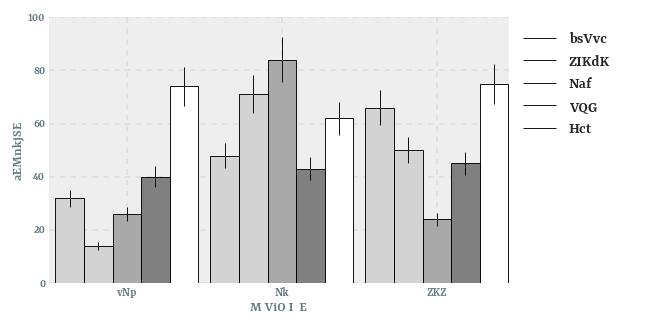 100
80
60
40
20
0
aEMnkjSE
vNp
Nk
ZKZ
M ViO I E
bsVvc
ZIKdK
Naf
VQG
Hct